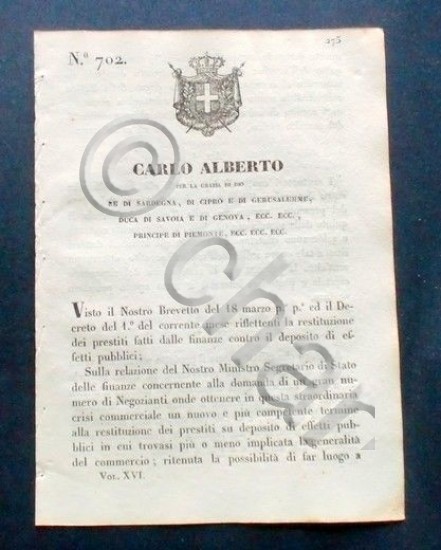 N.º 702.
273
CARLO ALBERTO
PER LA GRAZIA DI DIO
RE DI SARDEGNA, DI CIPRO E DI GERUSALEMME,
DUCA DI SAVOIA E DI GENOVA, ECC. ECC.,
PRINCIPE DI PIEMONTE, ECC. ECC. ECC.
Visto il Nostro Brevetto del 18 marzo p.º p.º ed il De-
creto del 1.º del corrente mese riflettenti la restituzione
dei prestiti fatti dalle finanze contro il deposito di ef-
fetti pubblici;
Sulla relazione del Nostro Ministro Segretario di Stato
delle finanze concernente alla domanda di un gran nu-
mero di Negozianti onde ottenere in questa straordinaria
crisi commerciale un nuovo e più competente termine
alla restituzione dei prestiti su deposito di effetti pub-
blici in cui trovasi più o meno implicata la generalità
del commercio; ritenuta la possibilità di far luogo a
Vol. XVI.
© Bosio